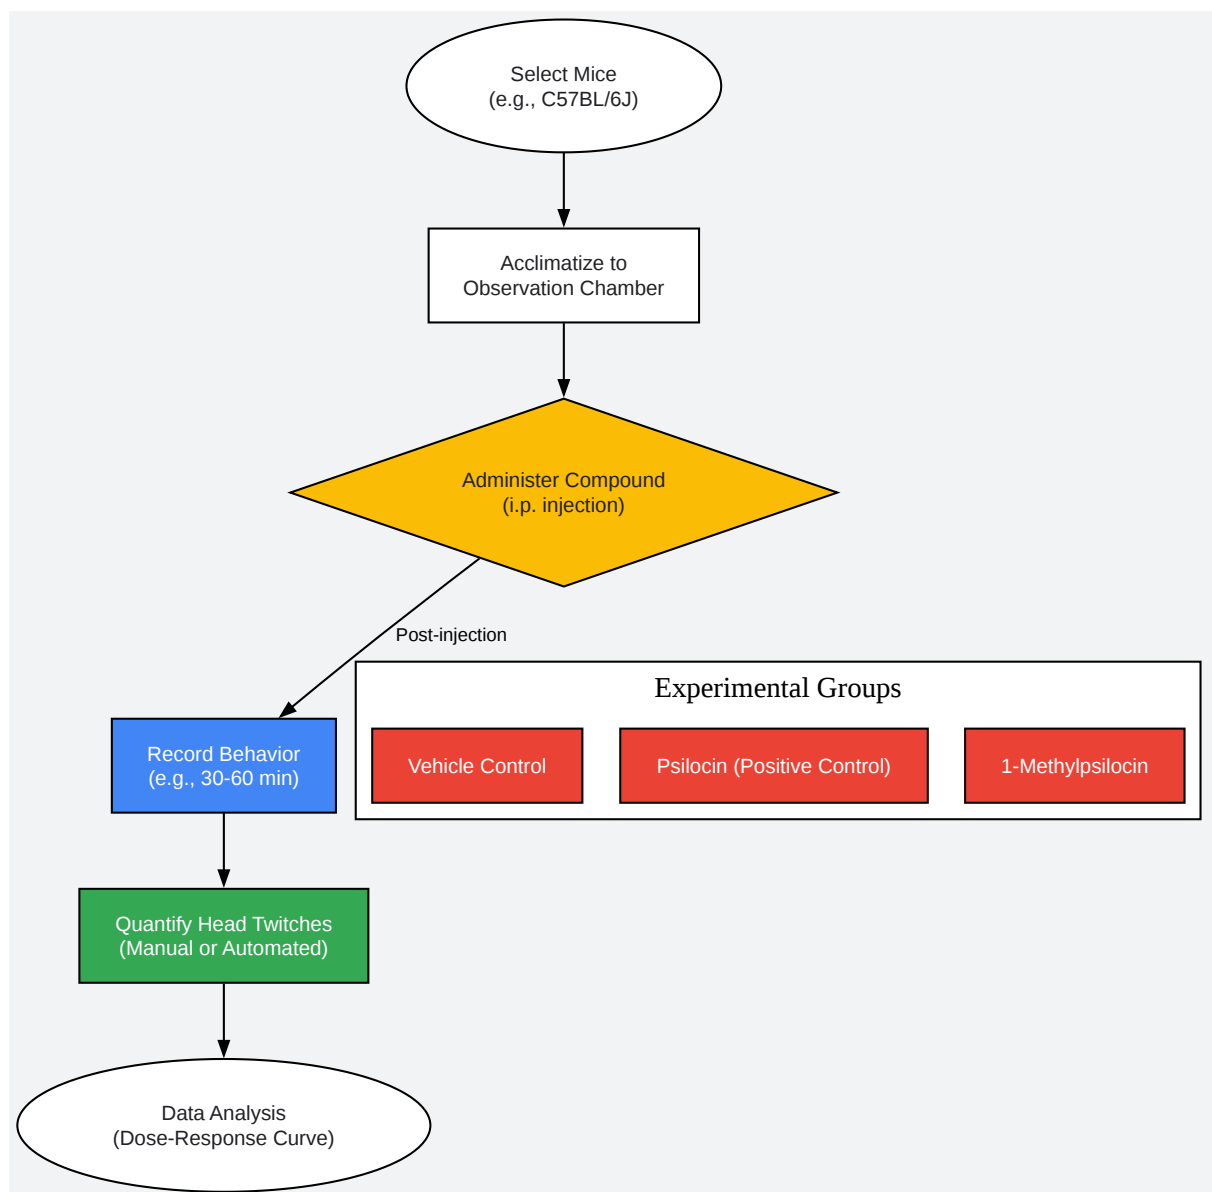 Select Mice
(e.g., C57BL/6J)
Acclimatize to
Observation Chamber
Administer Compound
(i.p. injection)
Post-injection
Experimental Groups
Record Behavior
(e.g., 30-60 min)
Vehicle Control
Psilocin (Positive Control)
1-Methylpsilocin
Quantify Head Twitches
(Manual or Automated)
Data Analysis
(Dose-Response Curve)